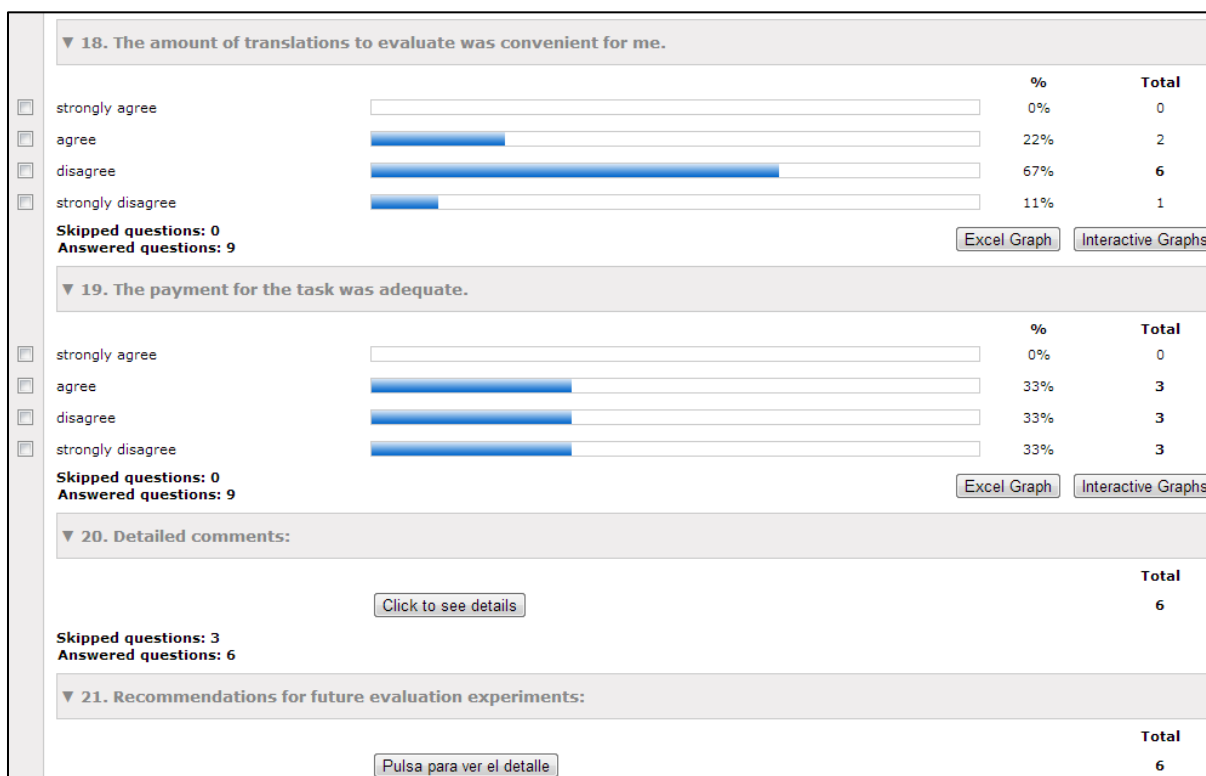 ▼ 18. The amount of translations to evaluate was convenient for me.
% Total
strongly agree 0% 0
agree 22% 2
disagree 67% 6
strongly disagree 11% 1
Skipped questions: 0
Answered questions: 9
Excel Graph Interactive Graphs
▼ 19. The payment for the task was adequate.
% Total
strongly agree 0% 0
agree 33% 3
disagree 33% 3
strongly disagree 33% 3
Skipped questions: 0
Answered questions: 9
Excel Graph Interactive Graphs
▼ 20. Detailed comments:
Total
Click to see details 6
Skipped questions: 3
Answered questions: 6
▼ 21. Recommendations for future evaluation experiments:
Total
Pulsa para ver el detalle 6